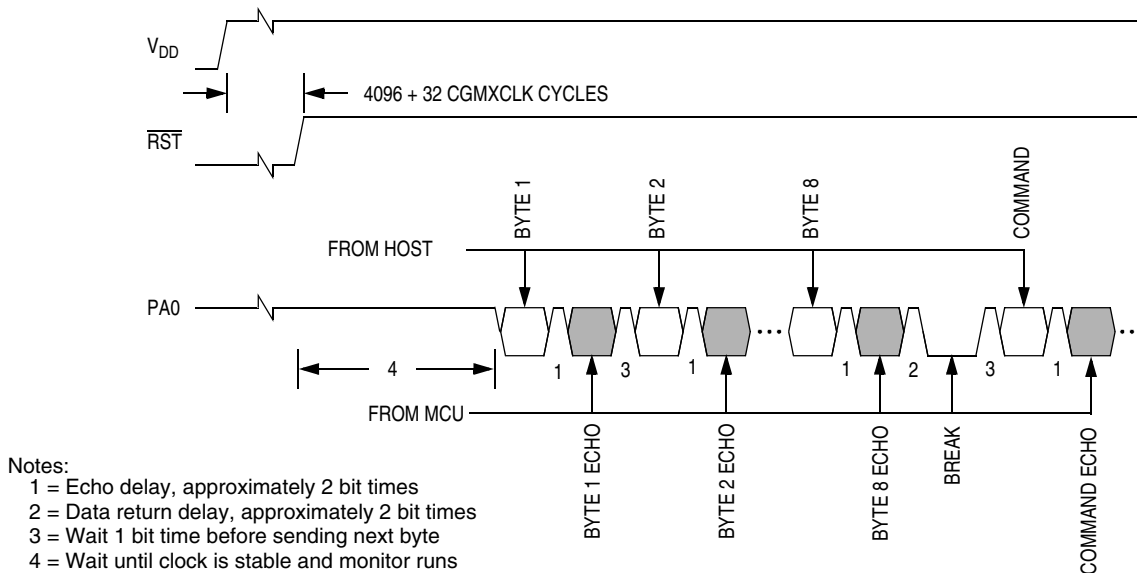 V_DD
4096 + 32 CGMXCLK CYCLES
RST
FROM HOST
BYTE 1
BYTE 2
BYTE 8
COMMAND
PA0
4
1
3
1
1
2
3
1
FROM MCU
BYTE 1 ECHO
BYTE 2 ECHO
BYTE 8 ECHO
BREAK
COMMAND ECHO
Notes:
1 = Echo delay, approximately 2 bit times
2 = Data return delay, approximately 2 bit times
3 = Wait 1 bit time before sending next byte
4 = Wait until clock is stable and monitor runs